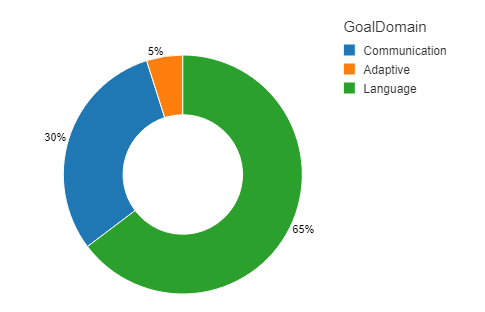 GoalDomain
Communication
Adaptive
Language
5%
30%
65%